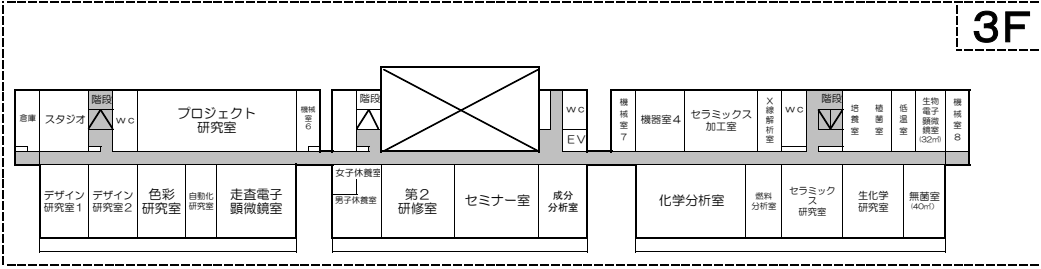 3F
倉庫
スタジオ
階段
WC
プロジェクト
研究室
機械室6
階段
WC
EV
機械室7
機器室4
セラミックス
加工室
X線解析室
WC
階段
培養室
植菌室
低温室
生物
電子
顕微
鏡室
(32㎡)
機械室8
デザイン
研究室1
デザイン
研究室2
色彩
研究室
自動化
研究室
走査電子
顕微鏡室
女子休養室
男子休養室
第2
研修室
セミナー室
成分
分析室
化学分析室
燃料
分析室
セラミック
ス
研究室
生化学
研究室
無菌室
(40㎡)